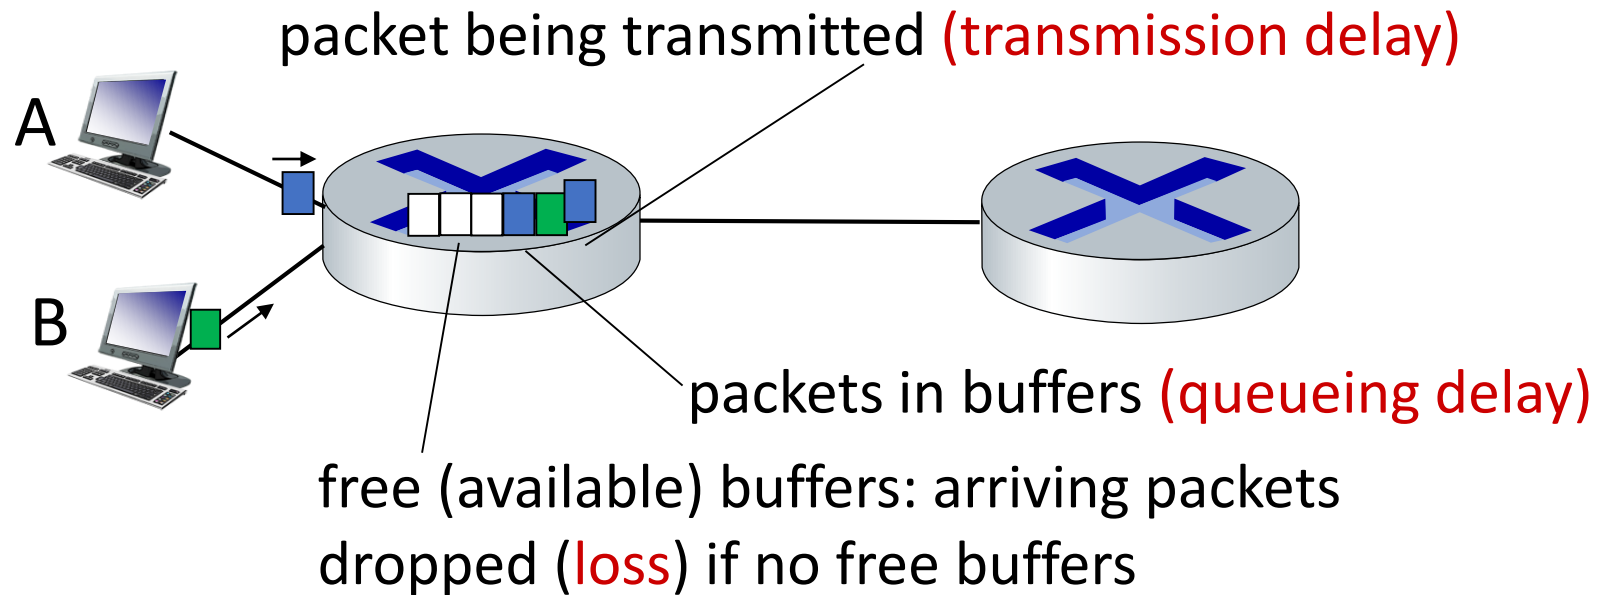 packet being transmitted (transmission delay)
A
B
packets in buffers (queueing delay)
free (available) buffers: arriving packets
dropped (loss) if no free buffers